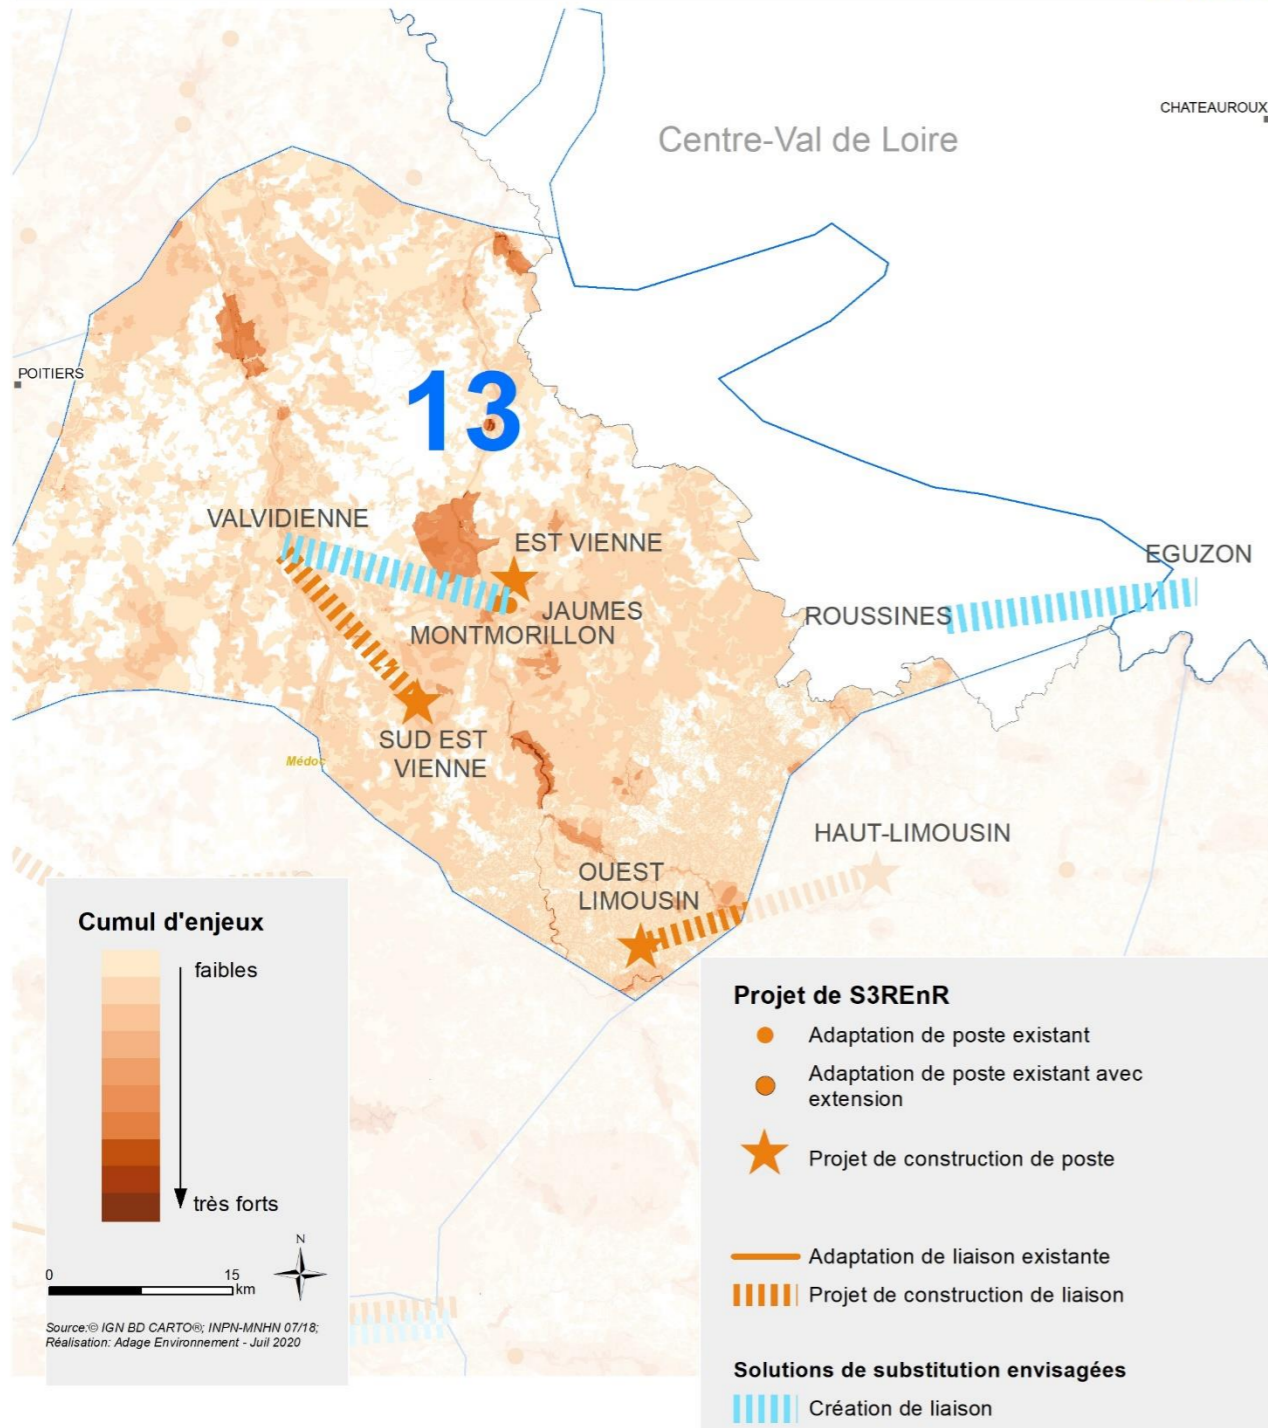 CHATEAUROUX
Centre-Val de Loire
POITIERS
13
VALVIDIENNE
EST VIENNE
EGUZON
JAUMES
ROUSSINES
MONTMORILLON
SUD EST
VIENNE
Médoc
HAUT-LIMOUSIN
OUEST
LIMOUSIN
Cumul d'enjeux
faibles
très forts
N
0 15
km
Source:© IGN BD CARTO®; INPN-MNHN 07/18;
Réalisation: Adage Environnement - Juil 2020
Projet de S3REnR
Adaptation de poste existant
Adaptation de poste existant avec
extension
Projet de construction de poste
Adaptation de liaison existante
Projet de construction de liaison
Solutions de substitution envisagées
Création de liaison